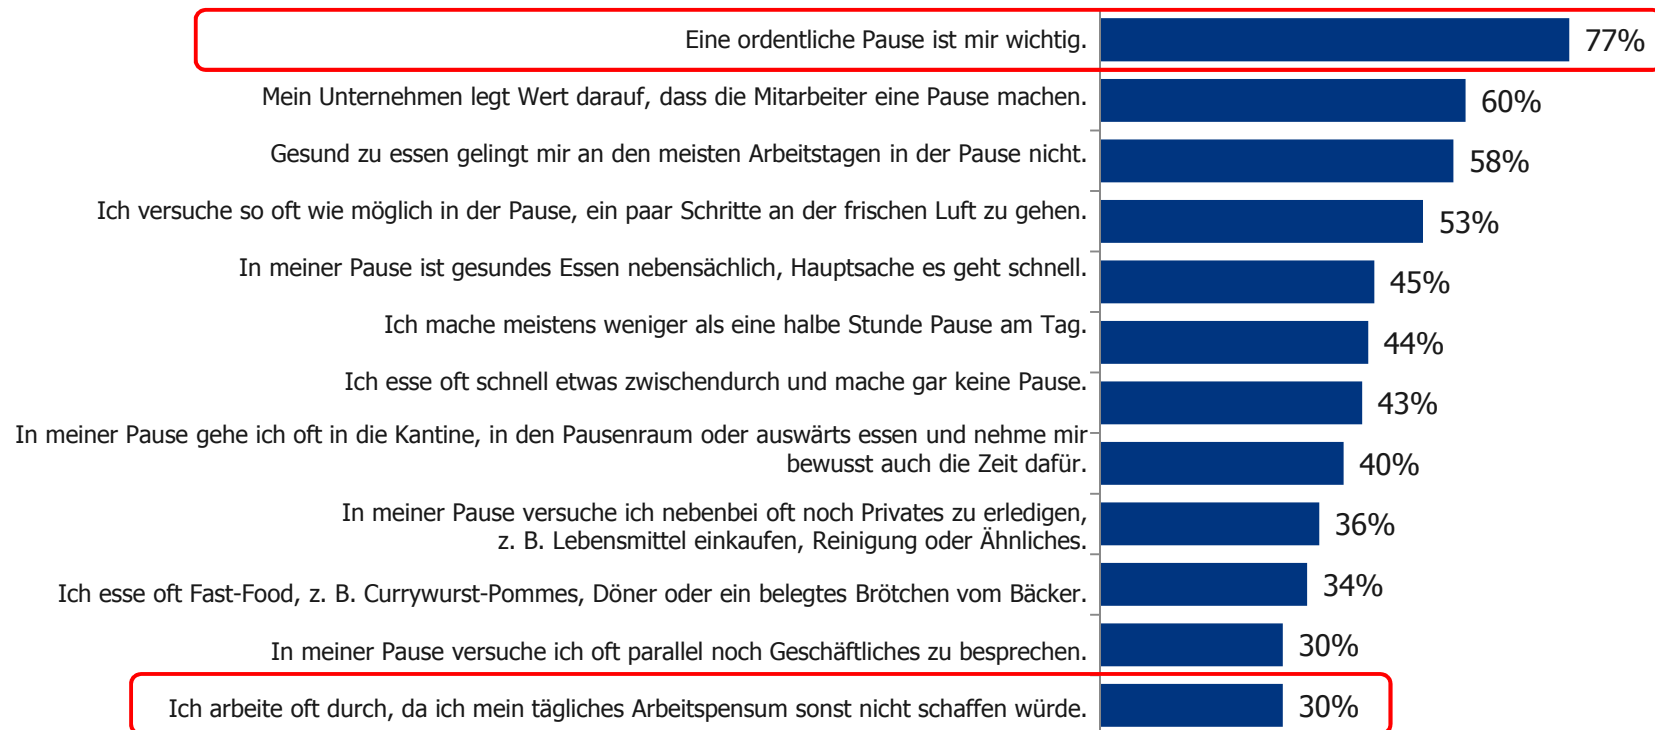 Eine ordentliche Pause ist mir wichtig. 77%
Mein Unternehmen legt Wert darauf, dass die Mitarbeiter eine Pause machen. 60%
Gesund zu essen gelingt mir an den meisten Arbeitstagen in der Pause nicht. 58%
Ich versuche so oft wie möglich in der Pause, ein paar Schritte an der frischen Luft zu gehen. 53%
In meiner Pause ist gesundes Essen nebensächlich, Hauptsache es geht schnell. 45%
Ich mache meistens weniger als eine halbe Stunde Pause am Tag. 44%
Ich esse oft schnell etwas zwischendurch und mache gar keine Pause. 43%
In meiner Pause gehe ich oft in die Kantine, in den Pausenraum oder auswärts essen und nehme mir
bewusst auch die Zeit dafür. 40%
In meiner Pause versuche ich nebenbei oft noch Privates zu erledigen,
z. B. Lebensmittel einkaufen, Reinigung oder Ähnliches. 36%
Ich esse oft Fast-Food, z. B. Currywurst-Pommes, Döner oder ein belegtes Brötchen vom Bäcker. 34%
In meiner Pause versuche ich oft parallel noch Geschäftliches zu besprechen. 30%
Ich arbeite oft durch, da ich mein tägliches Arbeitspensum sonst nicht schaffen würde. 30%